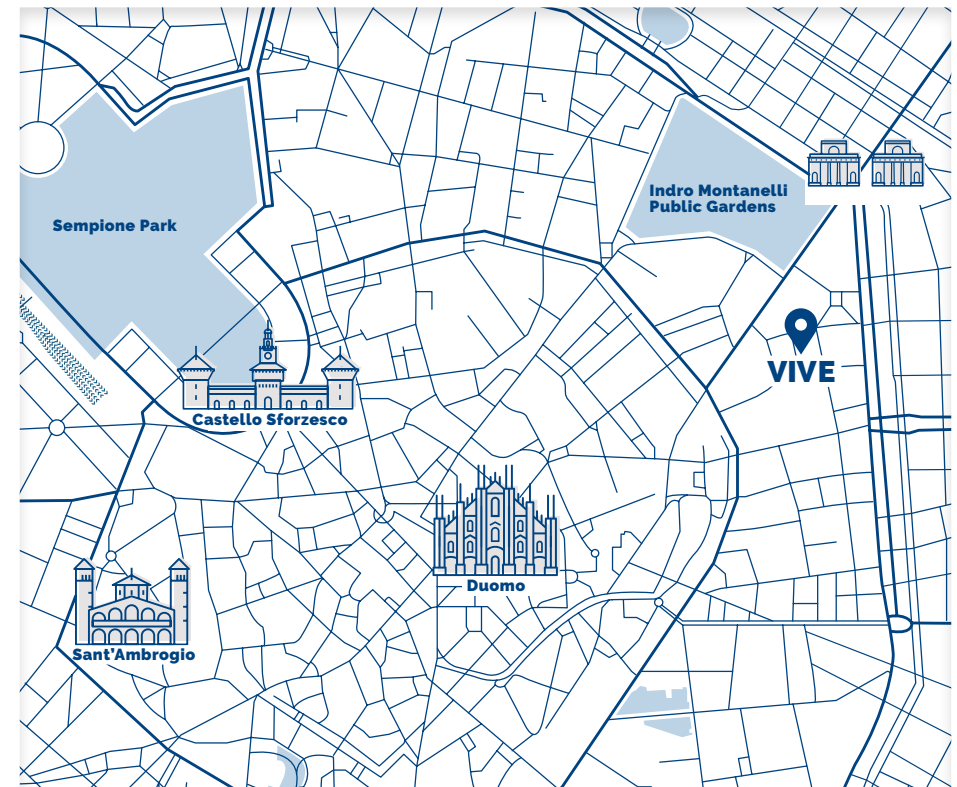 Indro Montanelli
Public Gardens
Sempione Park
VIVE
Castello Sforzesco
Duomo
Sant'Ambrogio